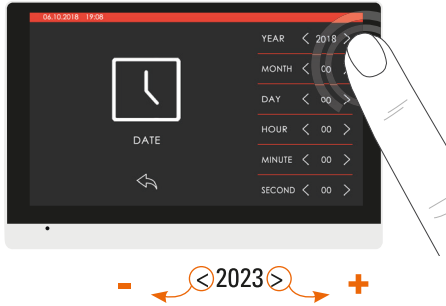 06.10.2018 19:08
YEAR < 2018 >
MONTH < 00 >
DAY < 00 >
HOUR < 00 >
MINUTE < 00 >
SECOND < 00 >
DATE
- < 2023 > +